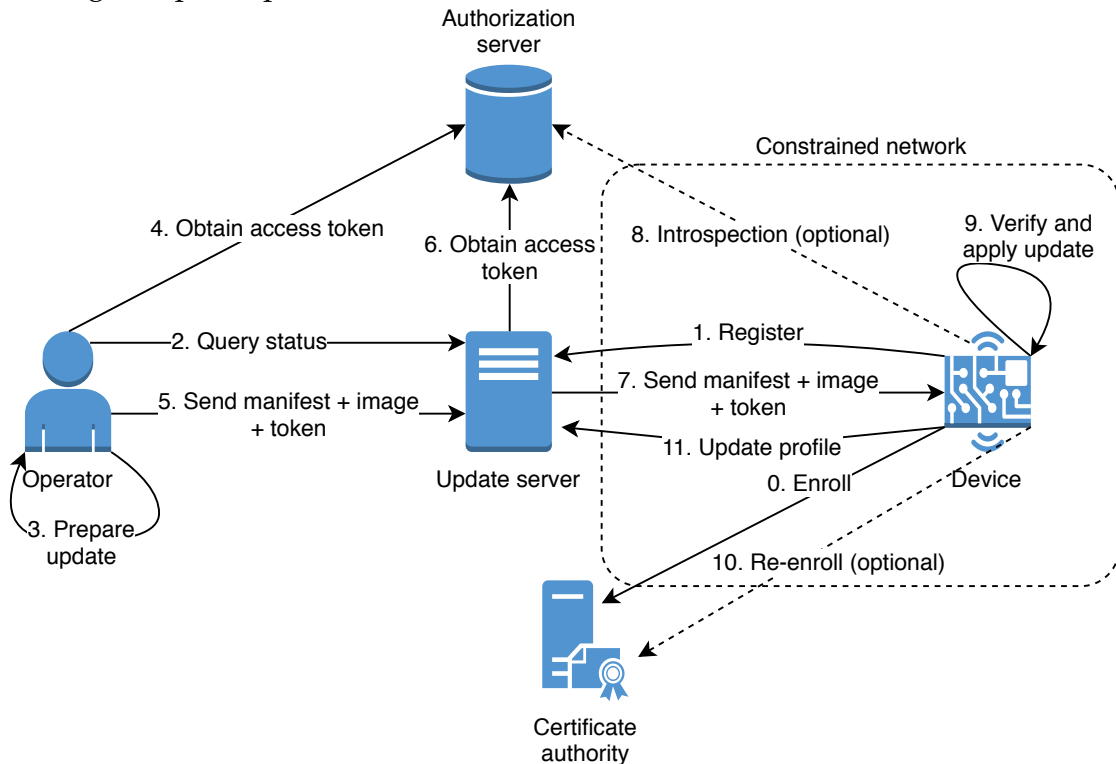 Authorization
server
Constrained network
4. Obtain access token
6. Obtain access
token
8. Introspection (optional)
9. Verify and
apply update
2. Query status
1. Register
5. Send manifest + image
+ token
7. Send manifest + image
+ token
11. Update profile
Operator
Update server
0. Enroll
Device
3. Prepare
update
10. Re-enroll (optional)
Certificate
authority